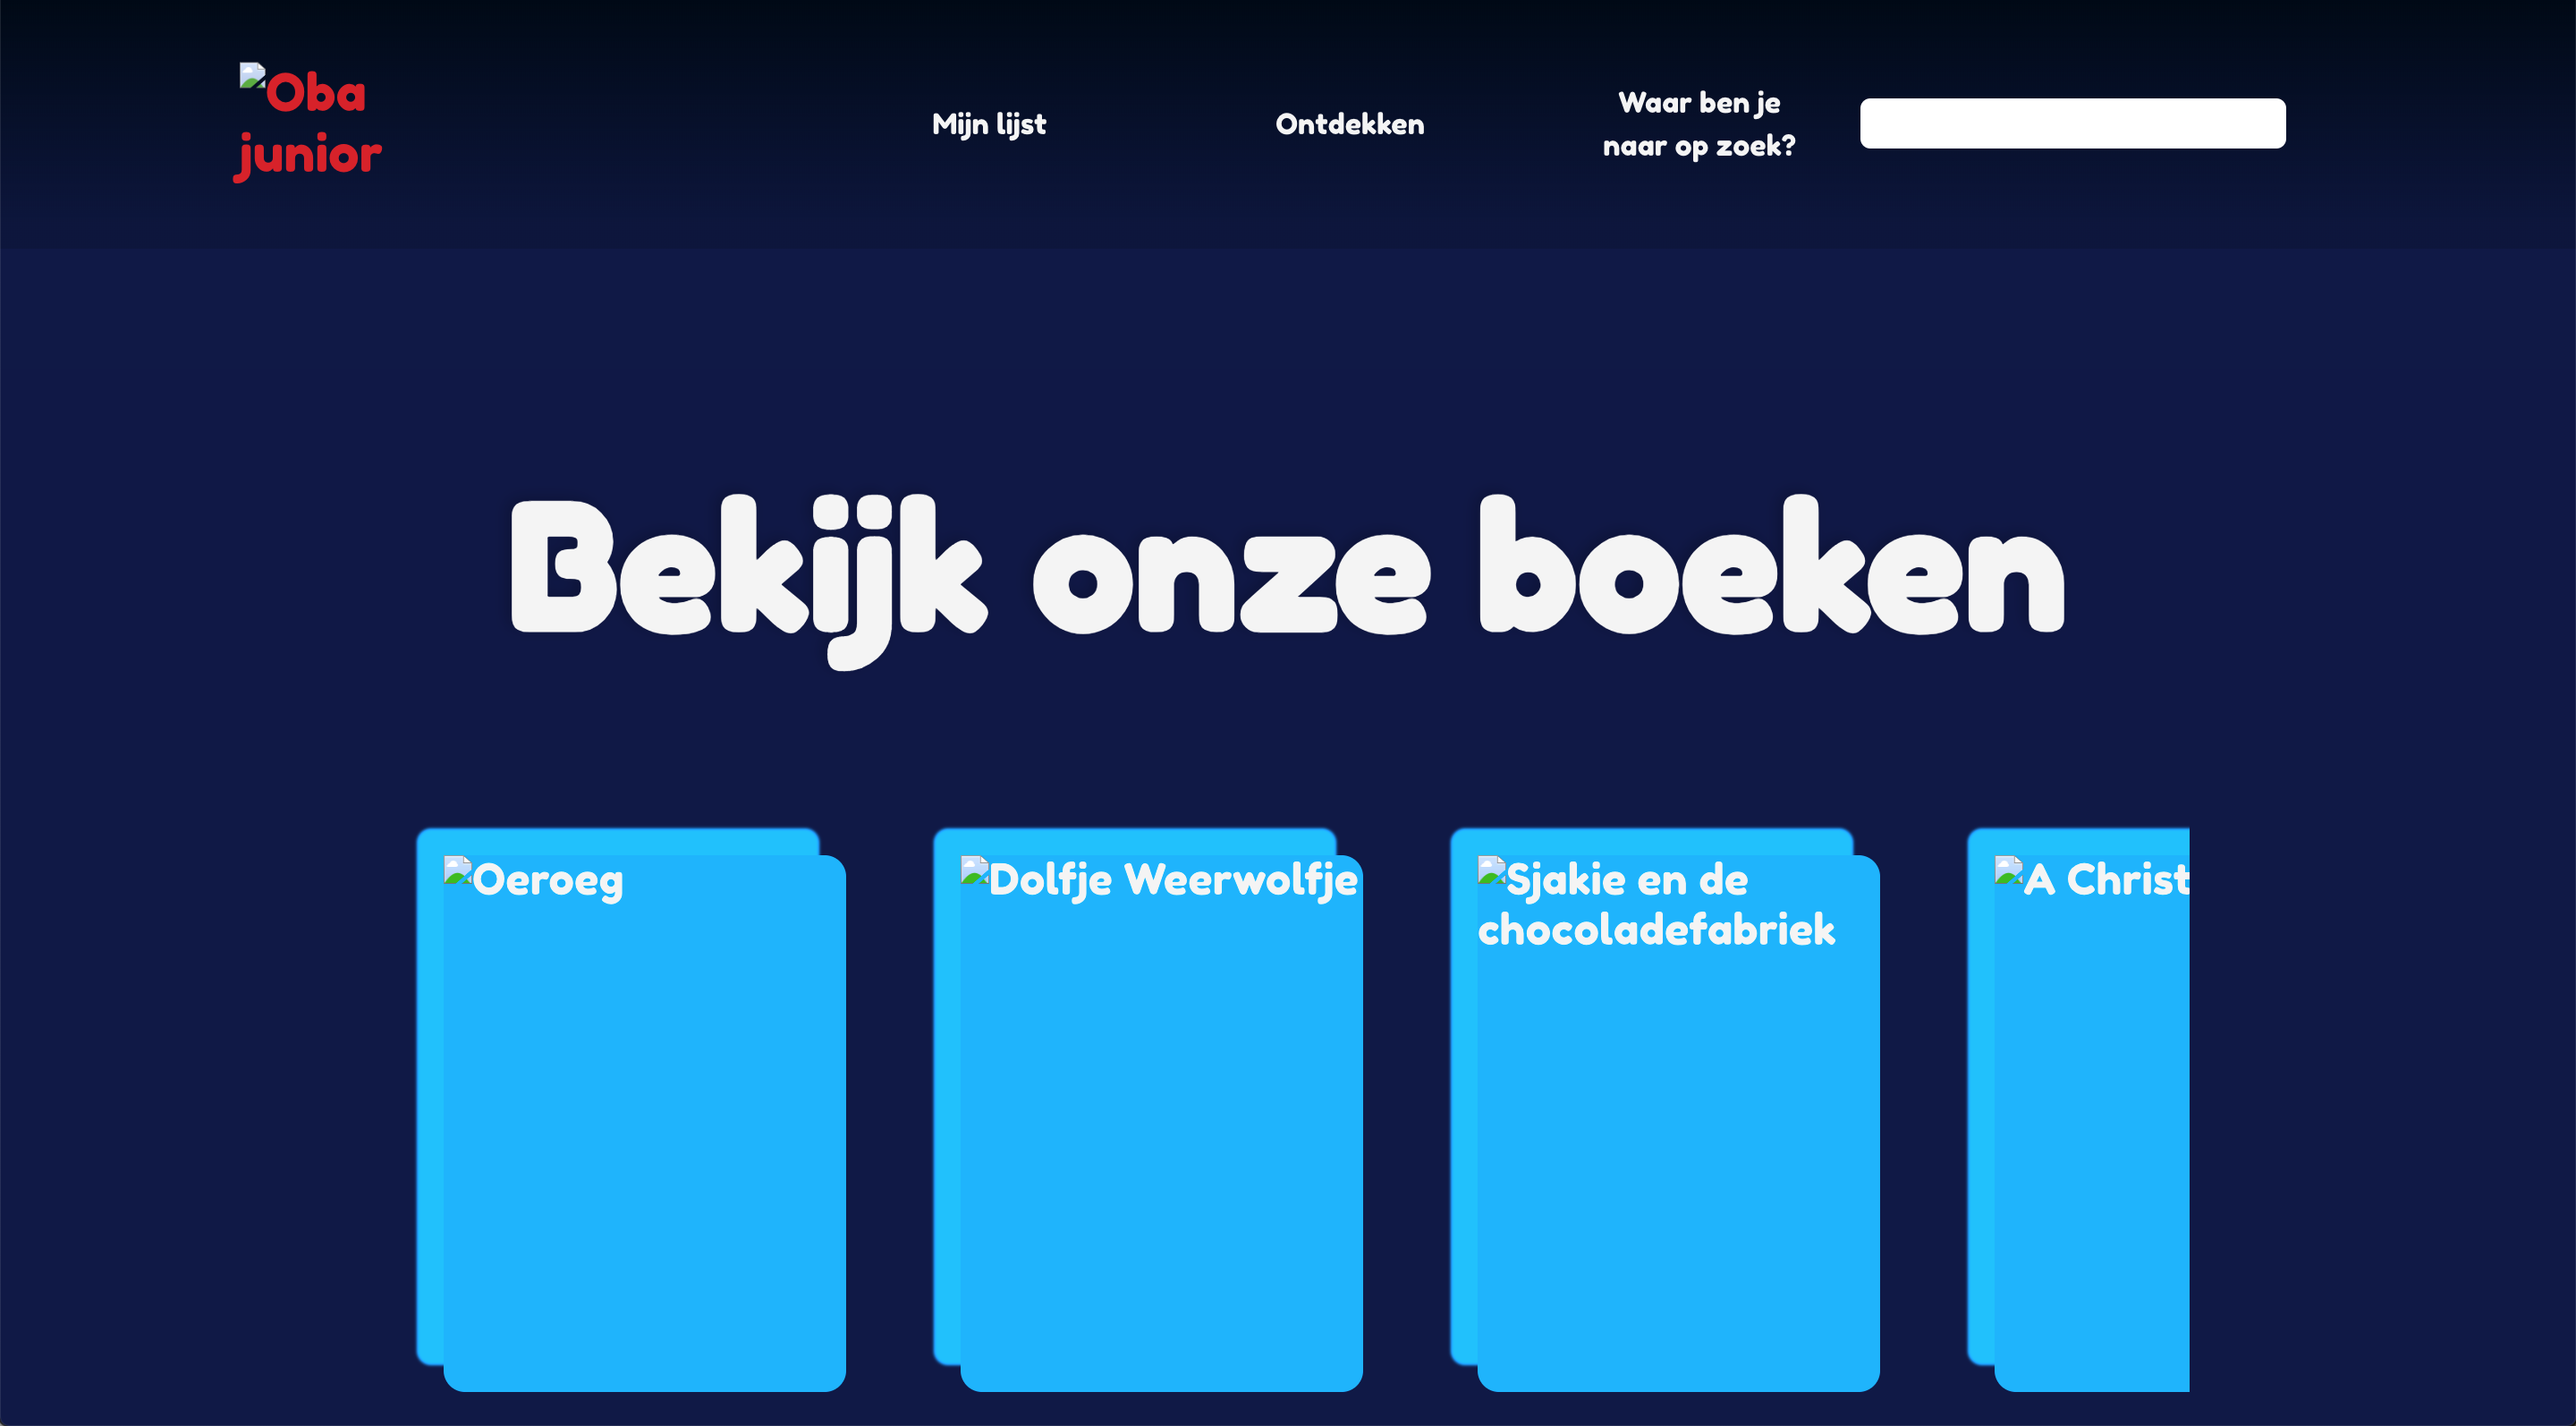 Oba
junior
Mijn lijst
Ontdekken
Waar ben je
naar op zoek?
Bekijk onze boeken
Oeroeg
Dolfje Weerwolfje
Sjakie en de
chocoladefabriek
A Christ